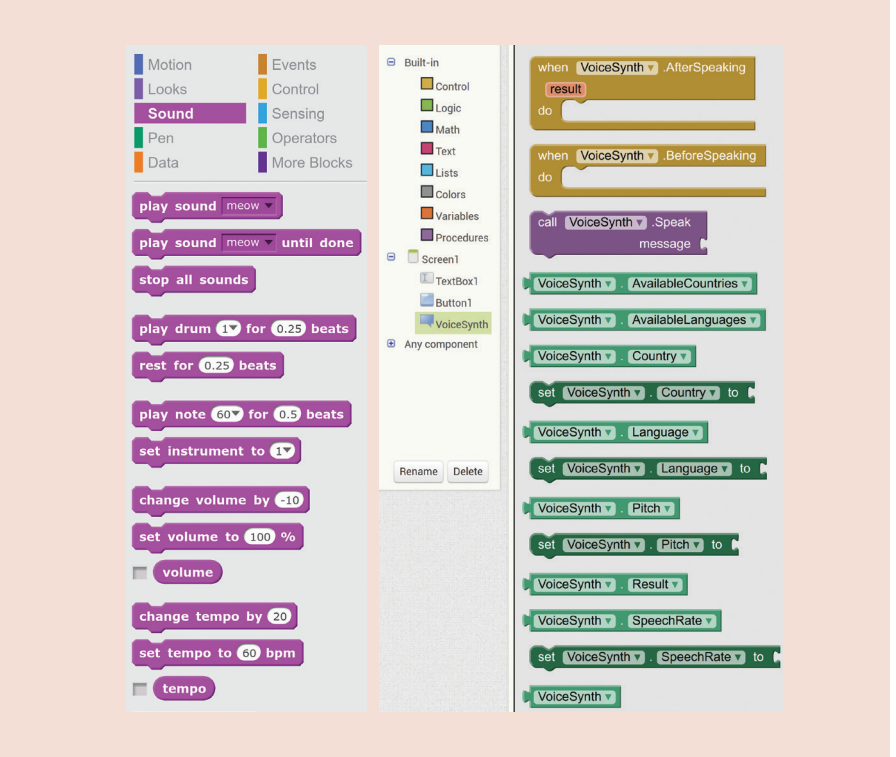 Motion
Events
Looks
Control
Sound
Sensing
Pen
Operators
Data
More Blocks
play sound meow
play sound meow until done
stop all sounds
play drum 1 for 0.25 beats
rest for 0.25 beats
play note 60 for 0.5 beats
set instrument to 1
change volume by -10
set volume to 100 %
volume
change tempo by 20
set tempo to 60 bpm
tempo
Built-in
Control
Logic
Math
Text
Lists
Colors
Variables
Procedures
Screen1
TextBox1
Button1
VoiceSynth
Any component
Rename Delete
when VoiceSynth .AfterSpeaking
result
do
when VoiceSynth .BeforeSpeaking
do
call VoiceSynth .Speak
message
VoiceSynth . AvailableCountries
VoiceSynth . AvailableLanguages
VoiceSynth . Country
set VoiceSynth . Country to
VoiceSynth . Language
set VoiceSynth . Language to
VoiceSynth . Pitch
set VoiceSynth . Pitch to
VoiceSynth . Result
VoiceSynth . SpeechRate
set VoiceSynth . SpeechRate to
VoiceSynth